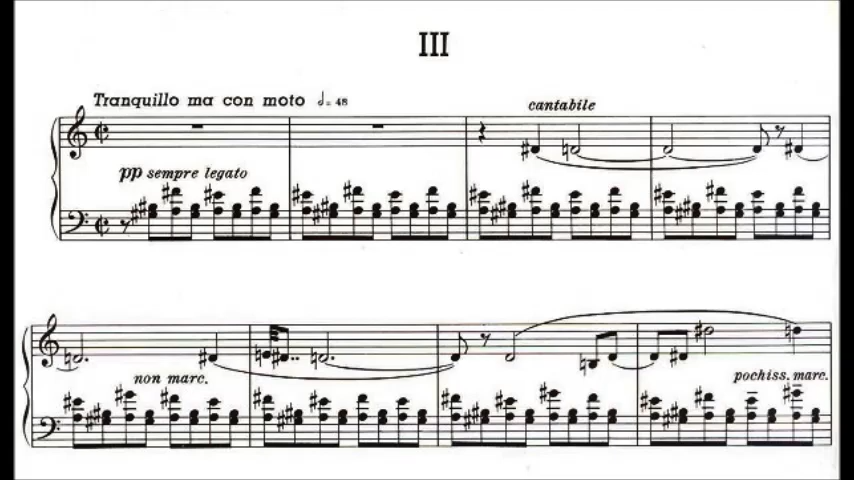 III
Tranquillo ma con moto 𝅗𝅥= 48
cantabile
pp sempre legato
non marc.
pochiss. marc.